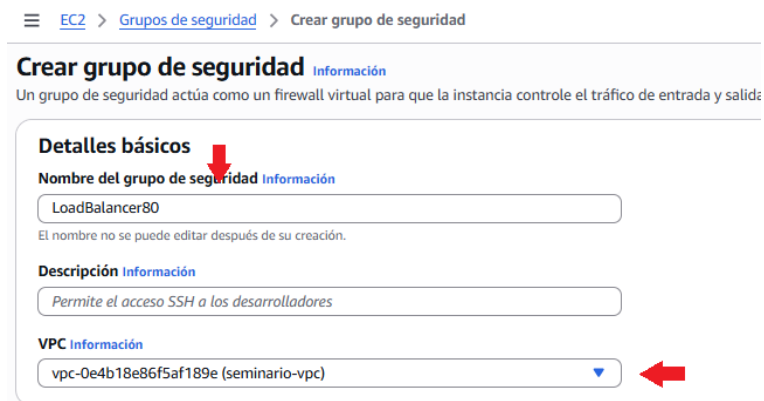 EC2 > Grupos de seguridad > Crear grupo de seguridad
Crear grupo de seguridad Información
Un grupo de seguridad actúa como un firewall virtual para que la instancia controle el tráfico de entrada y salida
Detalles básicos
Nombre del grupo de seguridad Información
LoadBalancer80
El nombre no se puede editar después de su creación.
Descripción Información
Permite el acceso SSH a los desarrolladores
VPC Información
vpc-0e4b18e86f5af189e (seminario-vpc)